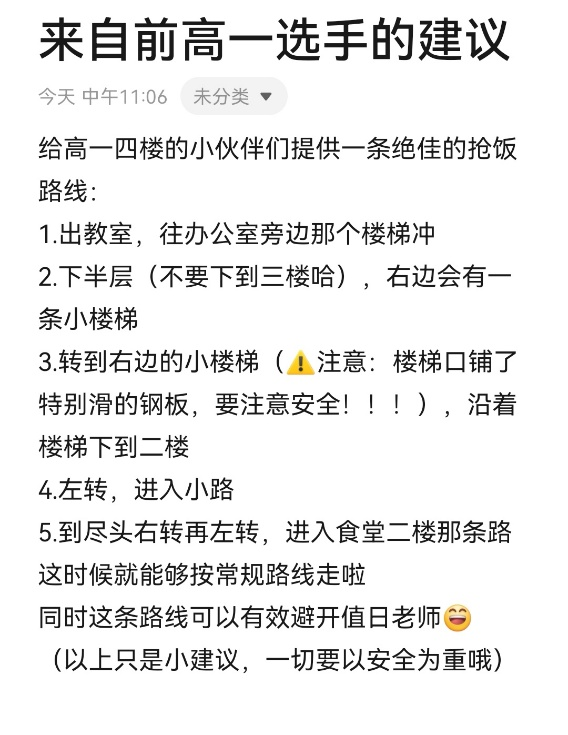 来自前高一选手的建议
今天 中午11:06 未分类 ▼
给高一四楼的小伙伴们提供一条绝佳的抢饭
路线：
1.出教室，往办公室旁边那个楼梯冲
2.下半层（不要下到三楼哈），右边会有一
条小楼梯
3.转到右边的小楼梯（⚠️注意：楼梯口铺了
特别滑的钢板，要注意安全！！！），沿着
楼梯下到二楼
4.左转，进入小路
5.到尽头右转再左转，进入食堂二楼那条路
这时候就能够按常规路线走啦
同时这条路线可以有效避开值日老师😄
（以上只是小建议，一切要以安全为重哦）